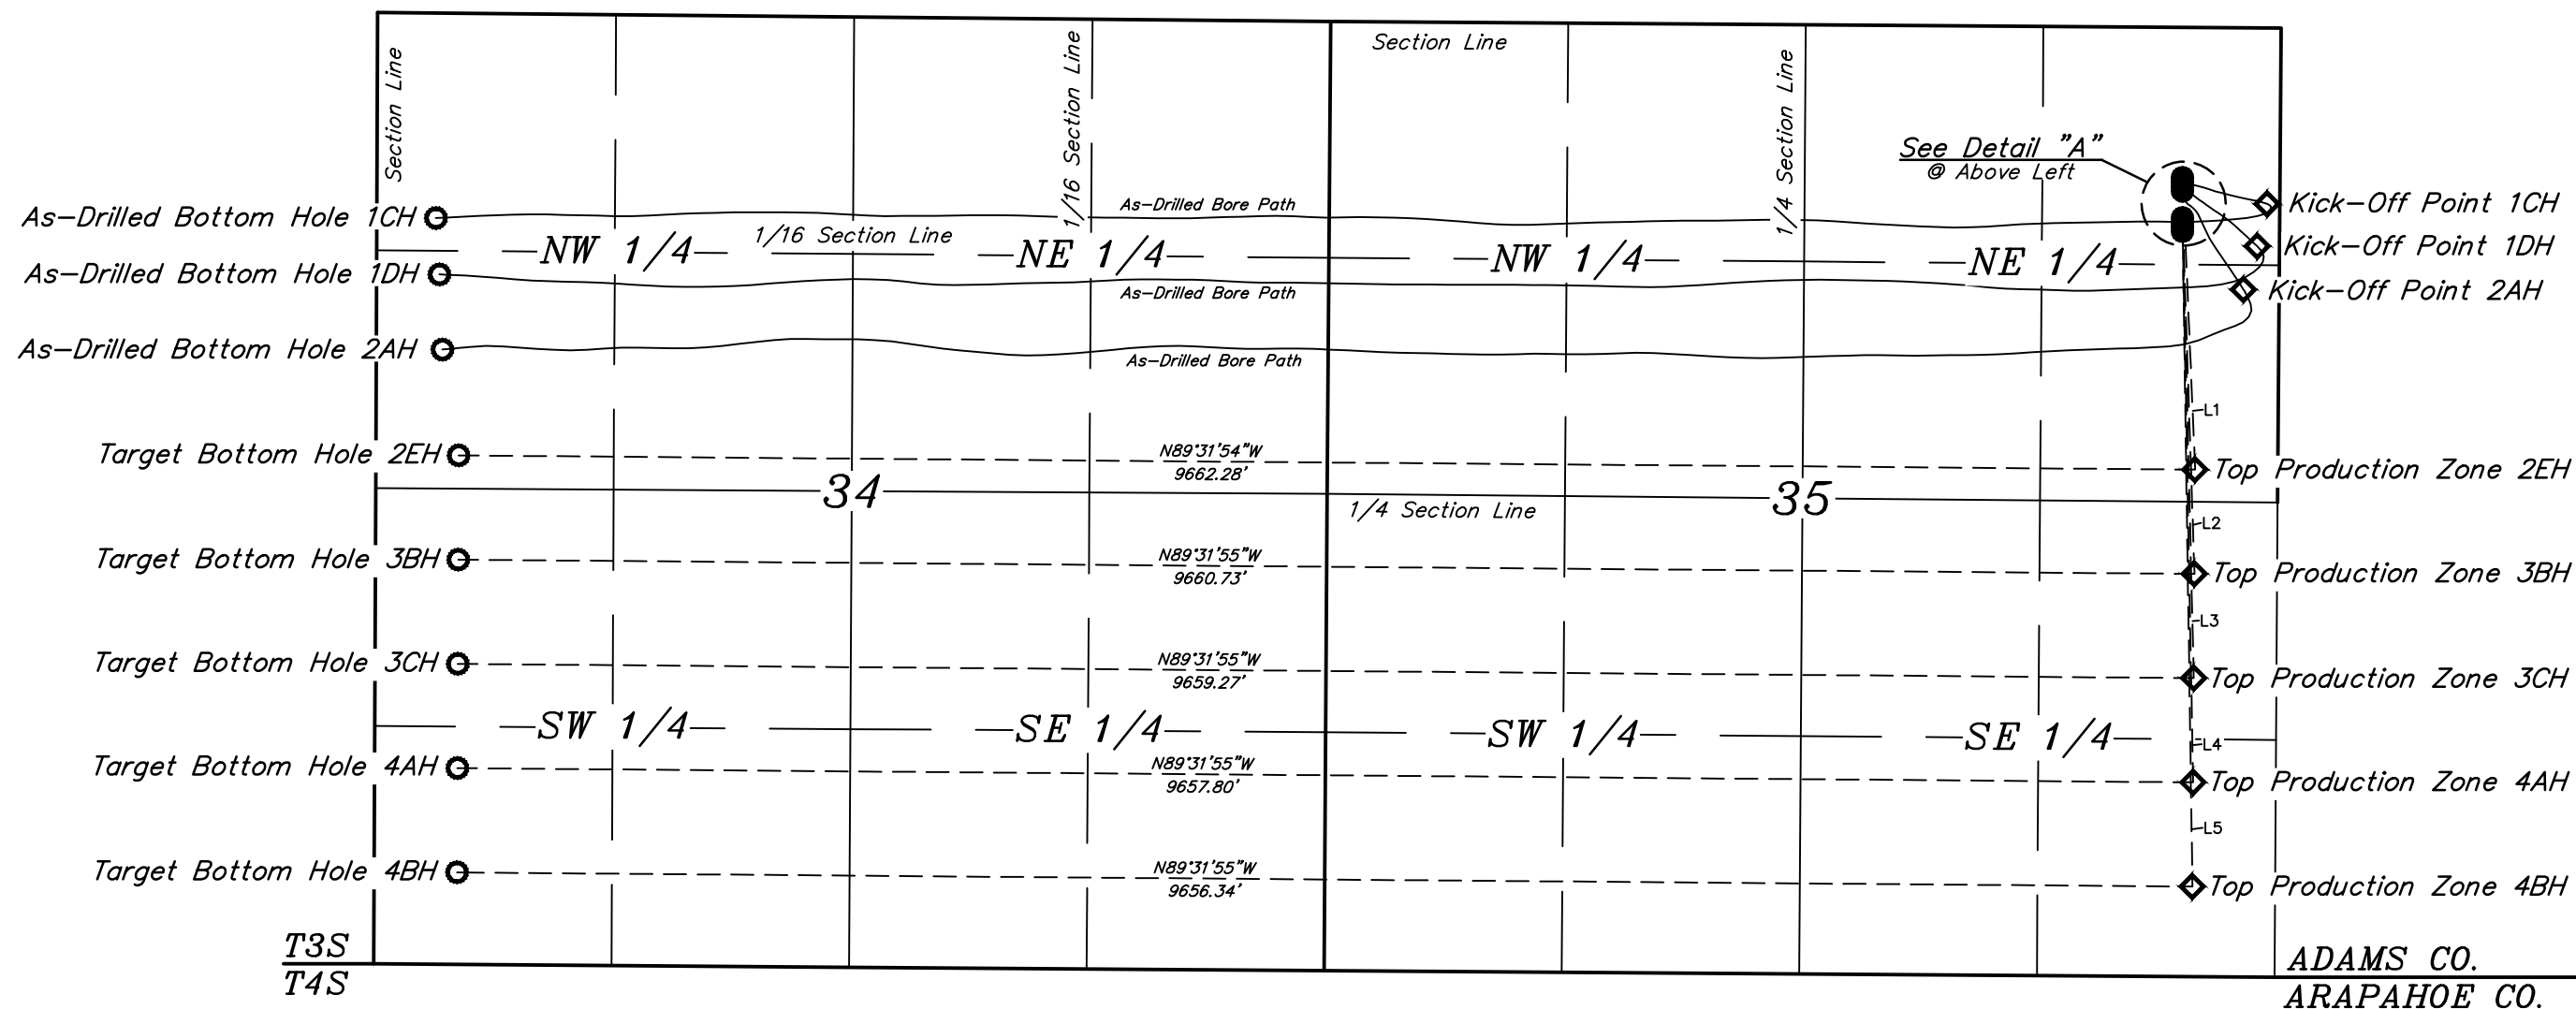 Section Line
1/16 Section Line
Section Line
1/4 Section Line
See Detail "A"
@ Above Left
As-Drilled Bottom Hole 1CH
As-Drilled Bore Path
Kick-Off Point 1CH
NW 1/4
1/16 Section Line
NE 1/4
NW 1/4
NE 1/4
Kick-Off Point 1DH
As-Drilled Bottom Hole 1DH
As-Drilled Bore Path
Kick-Off Point 2AH
As-Drilled Bottom Hole 2AH
As-Drilled Bore Path
L1
Target Bottom Hole 2EH
N89°31'54"W
9662.28'
Top Production Zone 2EH
34
35
1/4 Section Line
L2
Target Bottom Hole 3BH
N89°31'55"W
9660.73'
Top Production Zone 3BH
L3
Target Bottom Hole 3CH
N89°31'55"W
9659.27'
Top Production Zone 3CH
SW 1/4
SE 1/4
SW 1/4
SE 1/4
L4
Target Bottom Hole 4AH
N89°31'55"W
9657.80'
Top Production Zone 4AH
L5
Target Bottom Hole 4BH
N89°31'55"W
9656.34'
Top Production Zone 4BH
T3S
T4S
ADAMS CO.
ARAPAHOE CO.